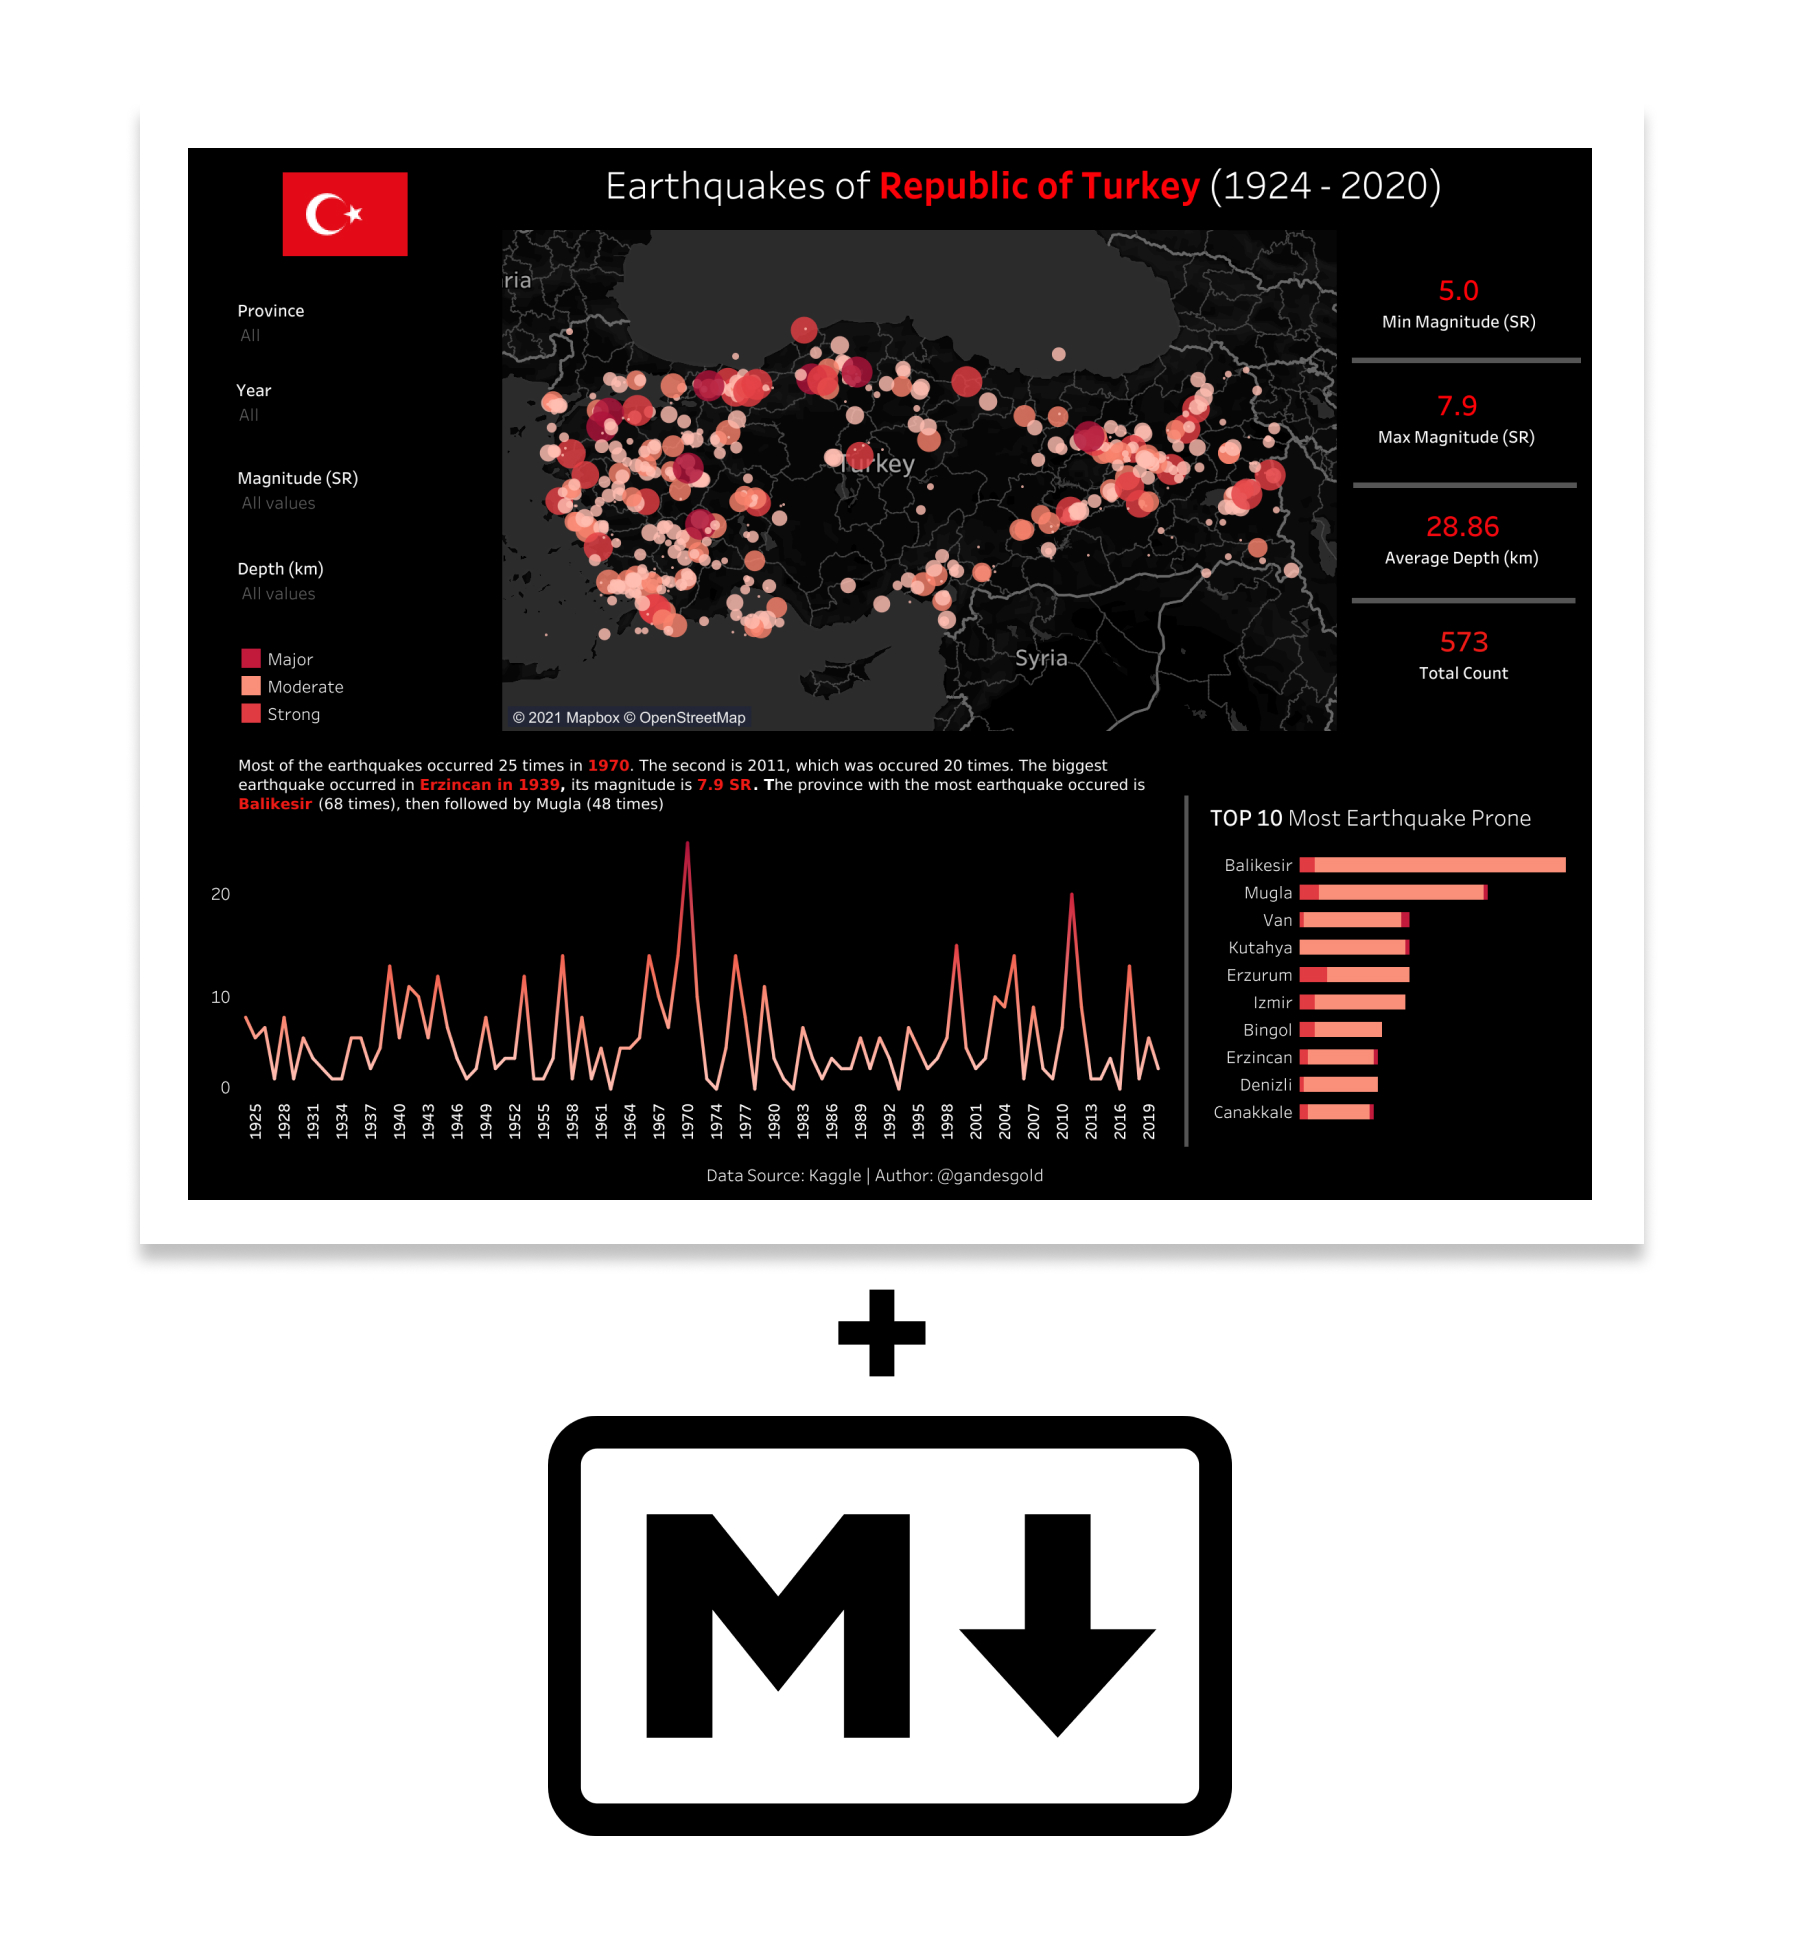 Earthquakes of Republic of Turkey (1924 - 2020)
Province
All
Year
All
Magnitude (SR)
All values
Depth (km)
All values
Major
Moderate
Strong
ria
Turkey
Syria
© 2021 Mapbox © OpenStreetMap
5.0
Min Magnitude (SR)
7.9
Max Magnitude (SR)
28.86
Average Depth (km)
573
Total Count
Most of the earthquakes occurred 25 times in 1970. The second is 2011, which was occured 20 times. The biggest
earthquake occurred in Erzincan in 1939, its magnitude is 7.9 SR. The province with the most earthquake occured is
Balikesir (68 times), then followed by Mugla (48 times)
20
10
0
1925 1928 1931 1934 1937 1940 1943 1946 1949 1952 1955 1958 1961 1964 1967 1970 1974 1977 1980 1983 1986 1989 1992 1995 1998 2001 2004 2007 2010 2013 2016 2019
TOP 10 Most Earthquake Prone
Balikesir
Mugla
Van
Kutahya
Erzurum
Izmir
Bingol
Erzincan
Denizli
Canakkale
Data Source: Kaggle | Author: @gandesgold
+
M